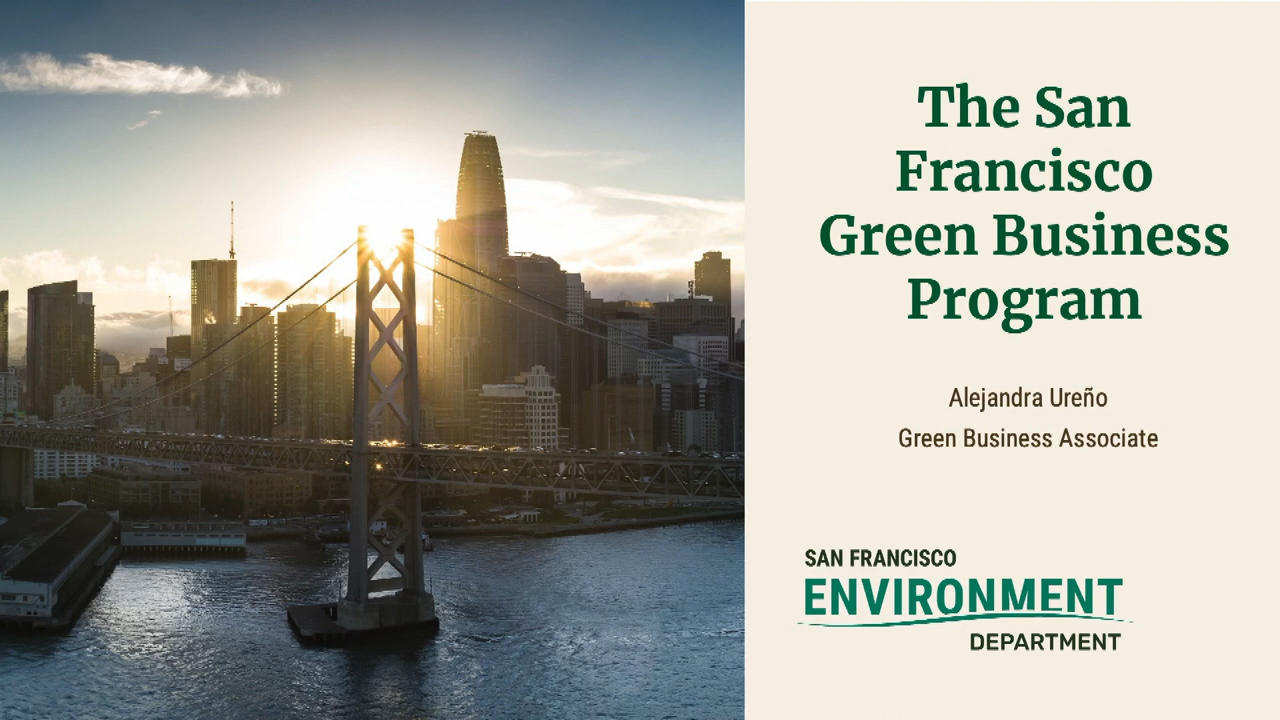 The San
Francisco
Green Business
Program
Alejandra Ureño
Green Business Associate
SAN FRANCISCO
ENVIRONMENT
DEPARTMENT